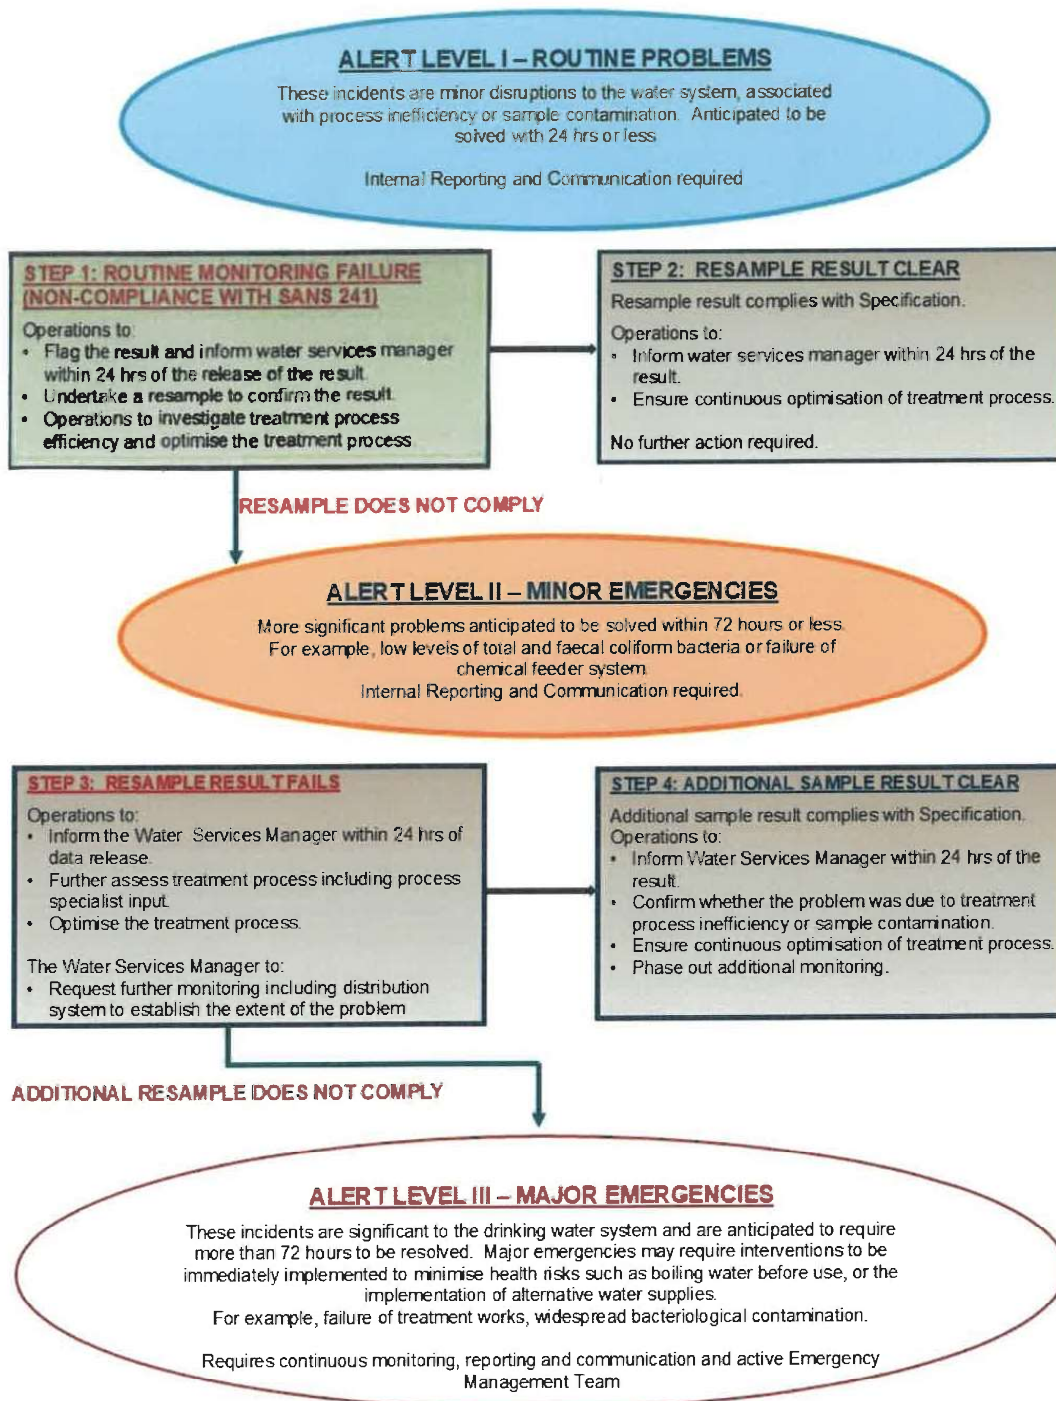 ALERT LEVEL I – ROUTINE PROBLEMS
These incidents are minor disruptions to the water system, associated
with process inefficiency or sample contamination. Anticipated to be
solved with 24 hrs or less
Internal Reporting and Communication required
STEP 1: ROUTINE MONITORING FAILURE
(NON-COMPLIANCE WITH SANS 241)
Operations to:
• Flag the result and inform water services manager
within 24 hrs of the release of the result.
• Undertake a resample to confirm the result.
• Operations to investigate treatment process
efficiency and optimise the treatment process
STEP 2: RESAMPLE RESULT CLEAR
Resample result complies with Specification.
Operations to:
• Inform water services manager within 24 hrs of the
result.
• Ensure continuous optimisation of treatment process.
No further action required.
RESAMPLE DOES NOT COMPLY
ALERT LEVEL II – MINOR EMERGENCIES
More significant problems anticipated to be solved within 72 hours or less.
For example, low levels of total and faecal coliform bacteria or failure of
chemical feeder system.
Internal Reporting and Communication required.
STEP 3: RESAMPLE RESULT FAILS
Operations to:
• Inform the Water Services Manager within 24 hrs of
data release.
• Further assess treatment process including process
specialist input.
• Optimise the treatment process.
The Water Services Manager to:
• Request further monitoring including distribution
system to establish the extent of the problem
STEP 4: ADDITIONAL SAMPLE RESULT CLEAR
Additional sample result complies with Specification.
Operations to:
• Inform Water Services Manager within 24 hrs of the
result.
• Confirm whether the problem was due to treatment
process inefficiency or sample contamination.
• Ensure continuous optimisation of treatment process.
• Phase out additional monitoring.
ADDITIONAL RESAMPLE DOES NOT COMPLY
ALERT LEVEL III – MAJOR EMERGENCIES
These incidents are significant to the drinking water system and are anticipated to require
more than 72 hours to be resolved. Major emergencies may require interventions to be
immediately implemented to minimise health risks such as boiling water before use, or the
implementation of alternative water supplies.
For example, failure of treatment works, widespread bacteriological contamination.
Requires continuous monitoring, reporting and communication and active Emergency
Management Team